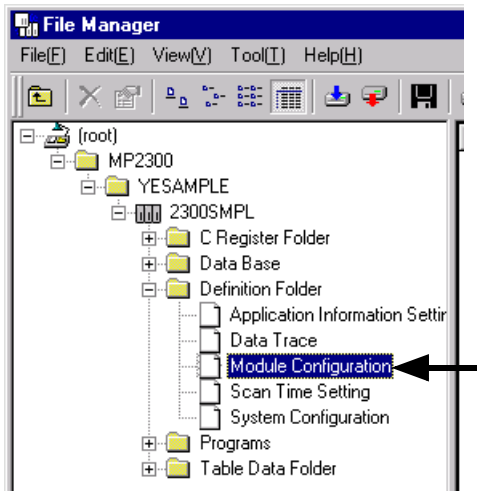 File Manager
File(F) Edit(E) View(V) Tool(T) Help(H)
(root)
MP2300
YESAMPLE
2300SMPL
C Register Folder
Data Base
Definition Folder
Application Information Settin
Data Trace
Module Configuration
Scan Time Setting
System Configuration
Programs
Table Data Folder